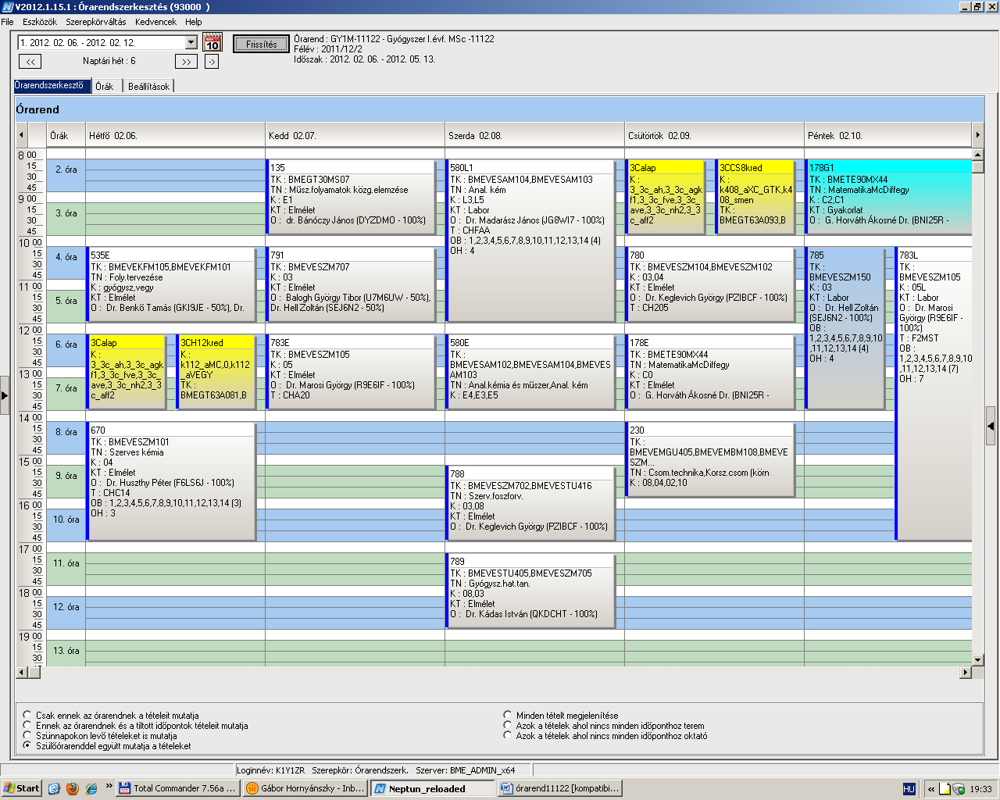 V2012.1.15.1 : Órarendszerkesztés (93000 )
File Eszközök Szerepkörváltás Kedvencek Help
1. 2012. 02. 06. - 2012. 02. 12.
10
Frissítés
Órarend : GY1M-11122 - Gyógyszer I.évf. MSc -11122
Félév : 2011/12/2
Időszak : 2012. 02. 06. - 2012. 05. 13.
<< Naptári hét : 6 >> ->
Órarendszerkesztő Órák Beállítások
Órarend
Órák Hétfő 02.06. Kedd 02.07. Szerda 02.08. Csütörtök 02.09. Péntek 02.10.
8 00
15
30
45
9 00
15
30
45
10 00
15
30
45
11 00
15
30
45
12 00
15
30
45
13 00
15
30
45
14 00
15
30
45
15 00
15
30
45
16 00
15
30
45
17 00
15
30
45
18 00
15
30
45
19 00
15
30
45
2. óra
3. óra
4. óra
5. óra
6. óra
7. óra
8. óra
9. óra
10. óra
11. óra
12. óra
13. óra
535E
TK : BMEVEKFM105,BMEVEKFM101
TN : Foly.tervezése
K : gyógysz,vegy
KT : Elmélet
O : Dr. Benkő Tamás (GKI9JE - 50%), Dr.
3Calap
K :
3_3c_ah,3_3c_agk
f1,3_3c_fve,3_3c_
ave,3_3c_nh2,3_3
c_aff2
3CH12kred
K :
k112_aMC,0,k112
_aVEGY
TK :
BMEGT63A081,B
670
TK : BMEVESZM101
TN : Szerves kémia
K : 04
KT : Elmélet
O : Dr. Huszthy Péter (F6LS6J - 100%)
T : CHC14
OB : 1,2,3,4,5,6,7,8,9,10,11,12,13,14 (3)
OH : 3
135
TK : BMEGT30MS07
TN : Műsz.folyamatok közg.elemzése
K : E1
KT : Elmélet
O : dr. Bánóczy János (DYZDMO - 100%)
791
TK : BMEVESZM707
K : 03
KT : Elmélet
O : Balogh György Tibor (U7M6UW - 50%),
Dr. Hell Zoltán (SEJ6N2 - 50%)
783E
TK : BMEVESZM105
K : 05
KT : Elmélet
O : Dr. Marosi György (R9E6IF - 100%)
T : CHA20
580L1
TK : BMEVESAM104,BMEVESAM103
TN : Anal. kém
K : L3,L5
KT : Labor
O : Dr. Madarász János (JG8WI7 - 100%)
T : CHFAA
OB : 1,2,3,4,5,6,7,8,9,10,11,12,13,14 (4)
OH : 4
580E
TK :
BMEVESAM102,BMEVESAM104,BMEVES
AM103
TN : Anal.kémia és műszer,Anal. kém
K : E4,E3,E5
788
TK : BMEVESZM702,BMEVESTU416
TN : Szerv.foszforv.
K : 03,08
KT : Elmélet
O : Dr. Keglevich György (PZIBCF - 100%)
789
TK : BMEVESTU405,BMEVESZM705
TN : Gyógysz.hat.tan.
K : 08,03
KT : Elmélet
O : Dr. Kádas István (QKDCHT - 100%)
3Calap
K :
3_3c_ah,3_3c_agk
f1,3_3c_fve,3_3c_
ave,3_3c_nh2,3_3
c_aff2
3CCS8kred
K :
k408_aXC_GTK,k4
08_smen
TK :
BMEGT63A093,B
780
TK : BMEVESZM104,BMEVESZM102
K : 03,04
KT : Elmélet
O : Dr. Keglevich György (PZIBCF - 100%)
T : CH205
178E
TK : BMETE90MX44
TN : MatematikaMcDiffegy
K : C0
KT : Elmélet
O : G. Horváth Ákosné Dr. (BNI25R -
230
TK :
BMEVEMGU405,BMEVEMBM108,BMEVE
SZM...
TN : Csom.technika,Korsz.csom (körn
K : 08,04,02,10
178G1
TK : BMETE90MX44
TN : MatematikaMcDiffegy
K : C2,C1
KT : Gyakorlat
O : G. Horváth Ákosné Dr. (BNI25R -
785
TK :
BMEVESZM150
K : 03
KT : Labor
O : Dr. Hell Zoltán
(SEJ6N2 - 100%)
OB :
1,2,3,4,5,6,7,8,9,10
,11,12,13,14 (4)
OH : 4
783L
TK :
BMEVESZM105
K : 05L
KT : Labor
O : Dr. Marosi
György (R9E6IF -
100%)
T : F2MST
OB :
1,2,3,4,5,6,7,8,9,10
,11,12,13,14 (7)
OH : 7
Csak ennek az órarendnek a tételeit mutatja
Ennek az órarendnek és a tiltott időpontok tételeit mutatja
Szünnapokon levő tételeket is mutatja
Szülőórarenddel együtt mutatja a tételeket
Minden tételt megjelenítése
Azok a tételek ahol nincs minden időponthoz terem
Azok a tételek ahol nincs minden időponthoz oktató
Loginnév: K1Y1ZR Szerepkör: Órarendszerk. Szerver: BME_ADMIN_x64
Start » Total Commander 7.56a ... Gábor Hornyánszky - Inb... Neptun_reloaded órarend11122 [kompatibi... HU « 19:33